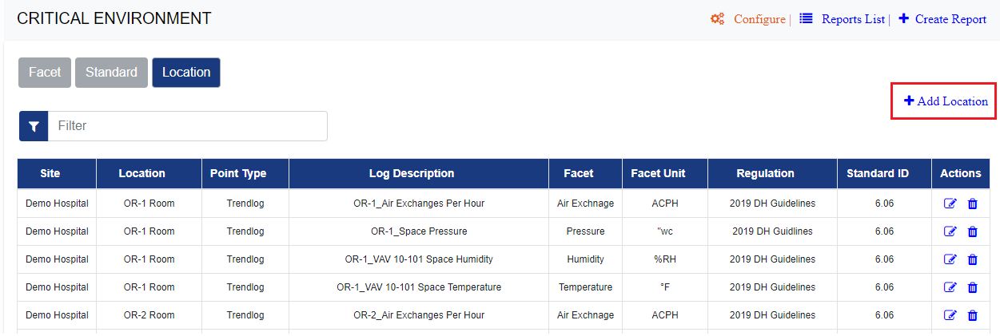 CRITICAL ENVIRONMENT
Configure | Reports List | + Create Report
Facet Standard Location
+ Add Location
Filter
Site Location Point Type Log Description Facet Facet Unit Regulation Standard ID Actions
Demo Hospital OR-1 Room Trendlog OR-1_Air Exchanges Per Hour Air Exchnage ACPH 2019 DH Guidelines 6.06
Demo Hospital OR-1 Room Trendlog OR-1_Space Pressure Pressure "wc 2019 DH Guidlines 6.06
Demo Hospital OR-1 Room Trendlog OR-1_VAV 10-101 Space Humidity Humidity %RH 2019 DH Guidelines 6.06
Demo Hospital OR-1 Room Trendlog OR-1_VAV 10-101 Space Temperature Temperature °F 2019 DH Guidelines 6.06
Demo Hospital OR-2 Room Trendlog OR-2_Air Exchanges Per Hour Air Exchnage ACPH 2019 DH Guidelines 6.06